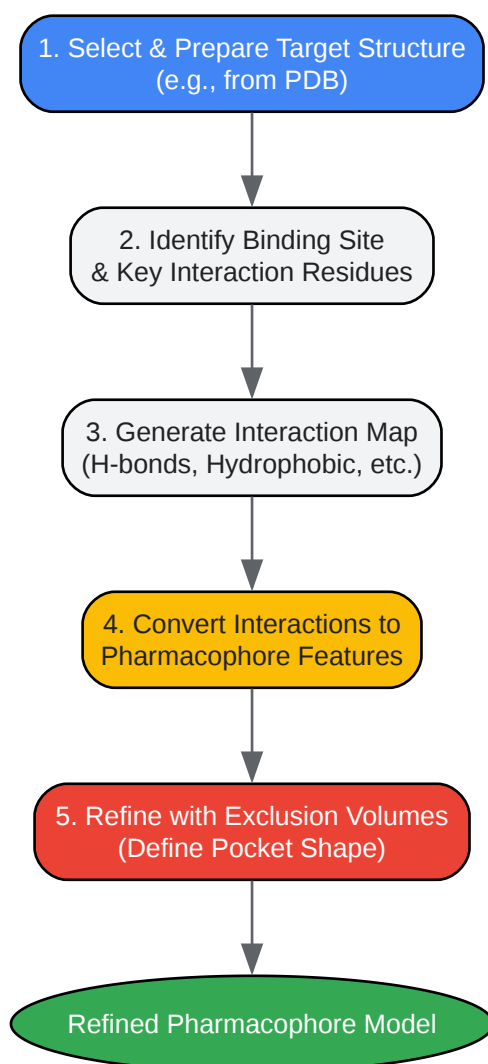 1. Select & Prepare Target Structure
(e.g., from PDB)
2. Identify Binding Site
& Key Interaction Residues
3. Generate Interaction Map
(H-bonds, Hydrophobic, etc.)
4. Convert Interactions to
Pharmacophore Features
5. Refine with Exclusion Volumes
(Define Pocket Shape)
Refined Pharmacophore Model